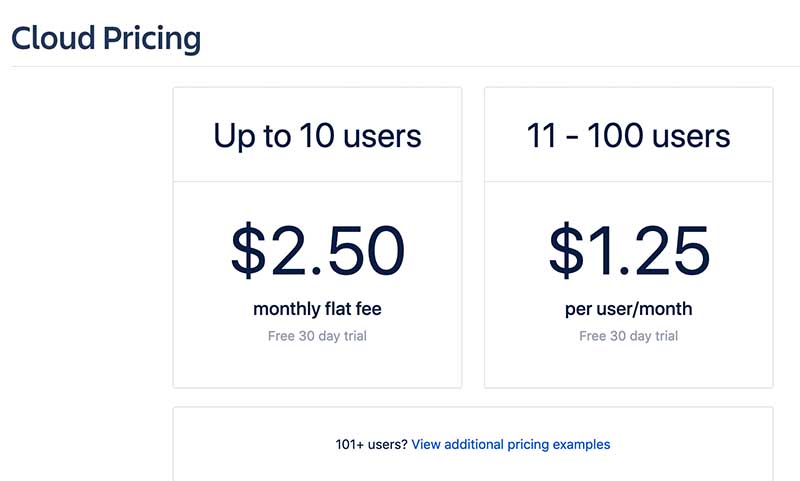 Cloud Pricing
Up to 10 users
$2.50
monthly flat fee
Free 30 day trial
11 - 100 users
$1.25
per user/month
Free 30 day trial
101+ users? View additional pricing examples